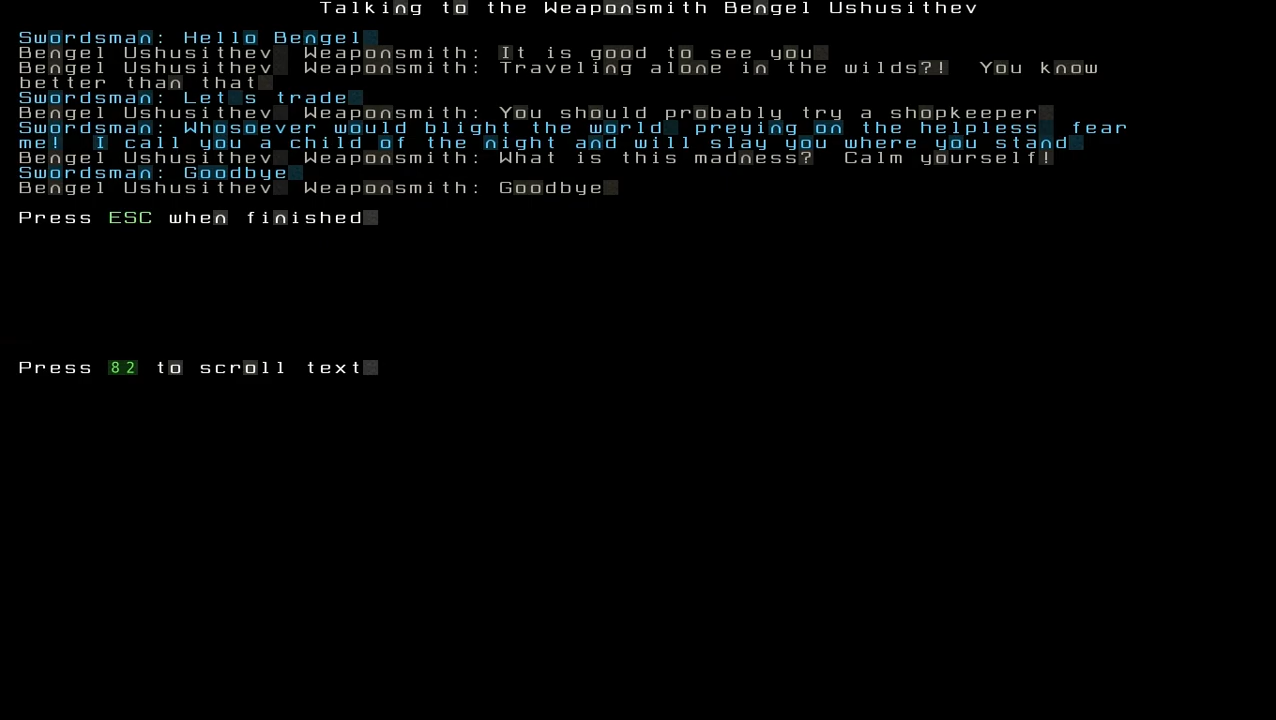 Talking to the Weaponsmith Bengel Ushusithev
Swordsman: Hello Bengel
Bengel Ushusithev  Weaponsmith: It is good to see you
Bengel Ushusithev  Weaponsmith: Traveling alone in the wilds?!  You know
better than that
Swordsman: Let s trade
Bengel Ushusithev  Weaponsmith: You should probably try a shopkeeper
Swordsman: Whosoever would blight the world  preying on the helpless  fear
me!  I call you a child of the night and will slay you where you stand
Bengel Ushusithev  Weaponsmith: What is this madness?  Calm yourself!
Swordsman: Goodbye
Bengel Ushusithev  Weaponsmith: Goodbye
Press ESC when finished
Press 82 to scroll text